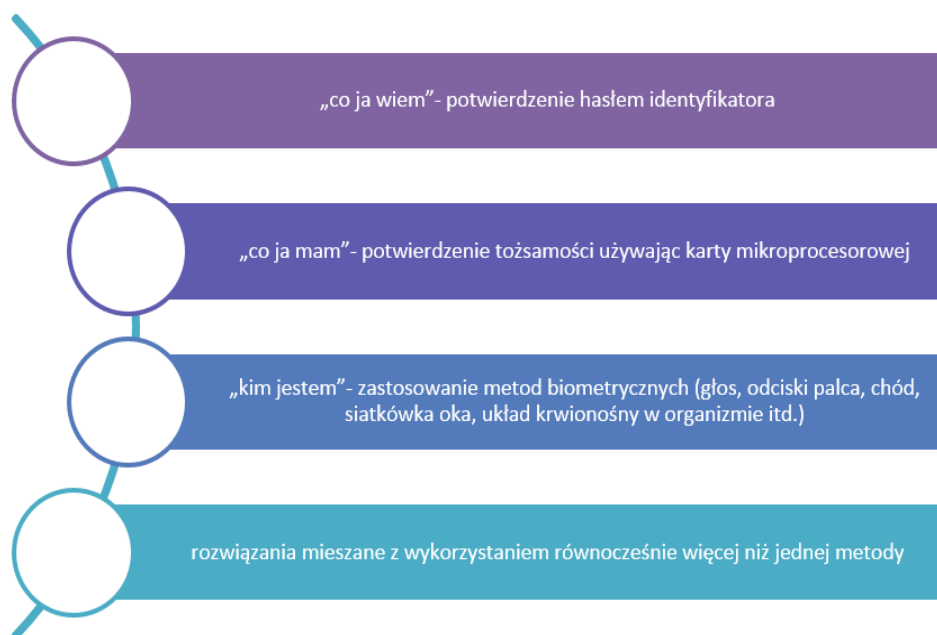 „co ja wiem”- potwierdzenie hasłem identyfikatora
„co ja mam”- potwierdzenie tożsamości używając karty mikroprocesorowej
„kim jestem”- zastosowanie metod biometrycznych (głos, odciski palca, chód,
siatkówka oka, układ krwionośny w organizmie itd.)
rozwiązania mieszane z wykorzystaniem równocześnie więcej niż jednej metody